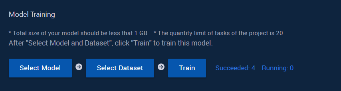 Model Training
* Total size of your model should be less that 1 GB. * The quantity limit of tasks of the project is 20
After "Select Model and Dataset", click "Train" to train this model.
Select Model Select Dataset Train Succeeded: 4 Running: 0